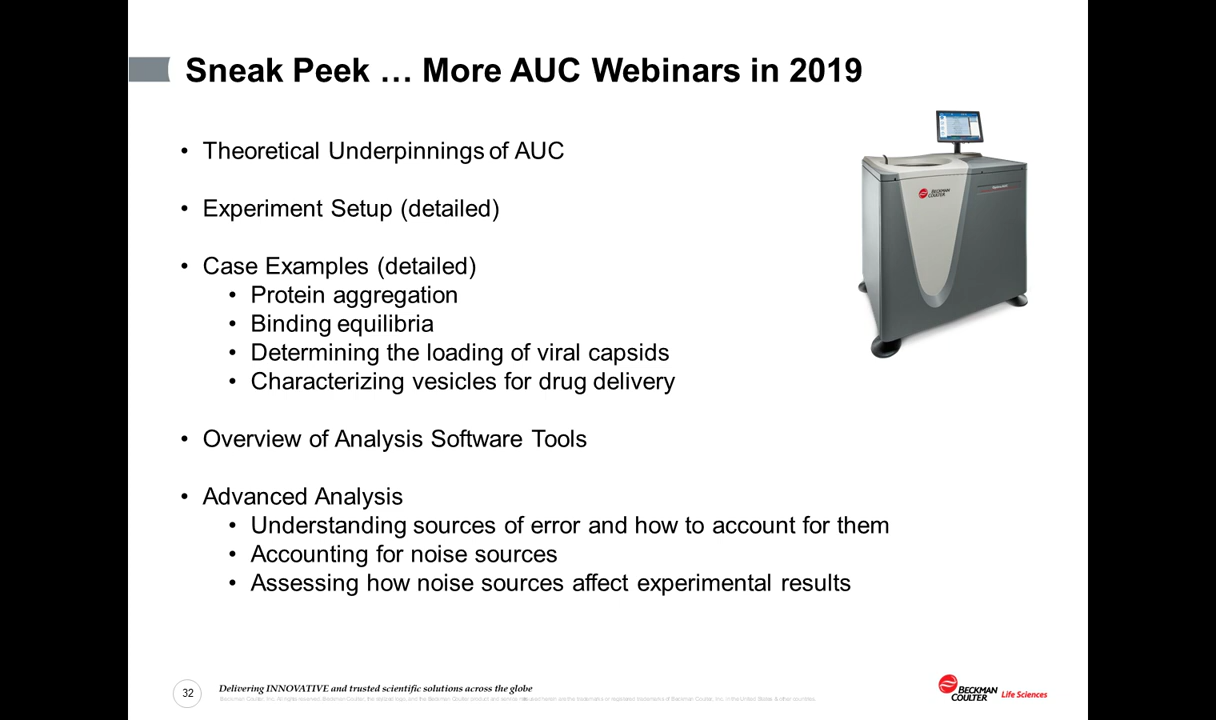 Sneak Peek … More AUC Webinars in 2019
• Theoretical Underpinnings of AUC
• Experiment Setup (detailed)
• Case Examples (detailed)
• Protein aggregation
• Binding equilibria
• Determining the loading of viral capsids
• Characterizing vesicles for drug delivery
• Overview of Analysis Software Tools
• Advanced Analysis
• Understanding sources of error and how to account for them
• Accounting for noise sources
• Assessing how noise sources affect experimental results
BECKMAN
COULTER
32
Delivering INNOVATIVE and trusted scientific solutions across the globe
BECKMAN
COULTER
Life Sciences